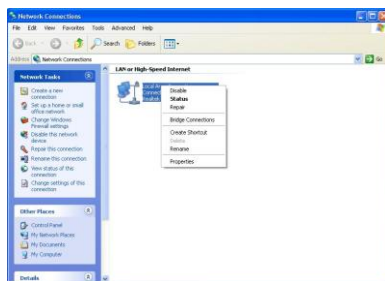 Network Connections
File Edit View Favorites Tools Advanced Help
Back Search Folders
Address Network Connections Go
Network Tasks
Create a new
connection
Set up a home or small
office network
Change Windows
Firewall settings
Disable this network
device
Repair this connection
Rename this connection
View status of this
connection
Change settings of this
connection
Other Places
Control Panel
My Network Places
My Documents
My Computer
Details
LAN or High-Speed Internet
Local Area
Disable
Status
Repair
Bridge Connections
Create Shortcut
Delete
Rename
Properties